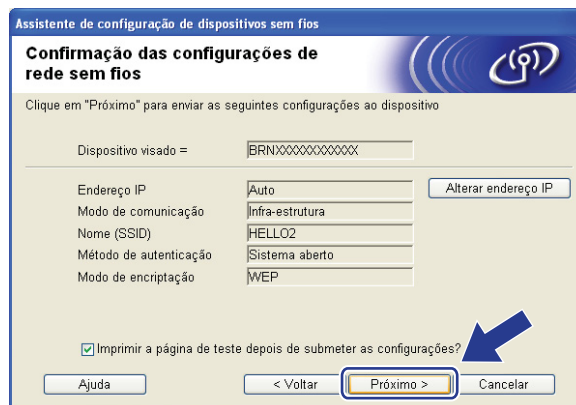 Assistente de configuração de dispositivos sem fios
Confirmação das configurações de
rede sem fios
Clique em "Próximo" para enviar as seguintes configurações ao dispositivo
Dispositivo visado = BRNXXXXXXXXXXXX
Endereço IP Auto Alterar endereço IP
Modo de comunicação Infra-estrutura
Nome (SSID) HELLO2
Método de autenticação Sistema aberto
Modo de encriptação WEP
Imprimir a página de teste depois de submeter as configurações?
Ajuda < Voltar Próximo > Cancelar